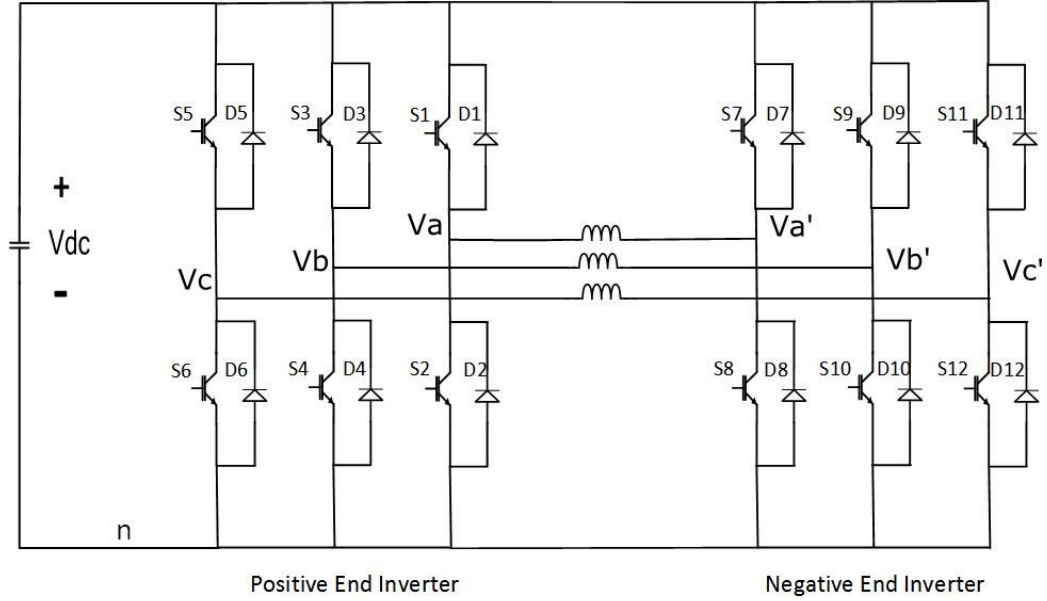 S5 D5 S3 D3 S1 D1 S7 D7 S9 D9 S11 D11
+
Vdc
-
Va Va'
Vb Vb'
Vc Vc'
S6 D6 S4 D4 S2 D2 S8 D8 S10 D10 S12 D12
n
Positive End Inverter Negative End Inverter